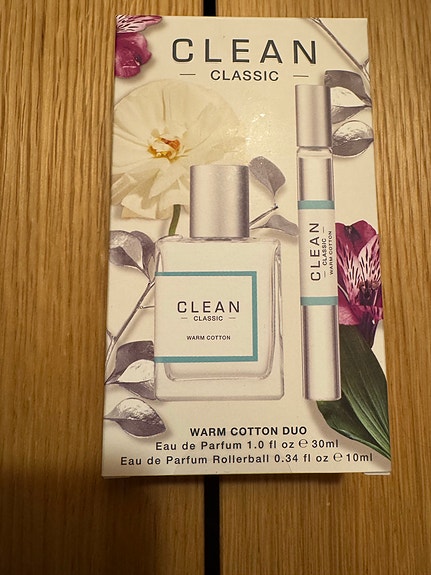 CLEAN
— CLASSIC —
CLEAN
— CLASSIC —
WARM COTTON
CLEAN
— CLASSIC —
WARM COTTON
WARM COTTON DUO
Eau de Parfum 1.0 fl oz ℮ 30ml
Eau de Parfum Rollerball 0.34 fl oz ℮ 10ml